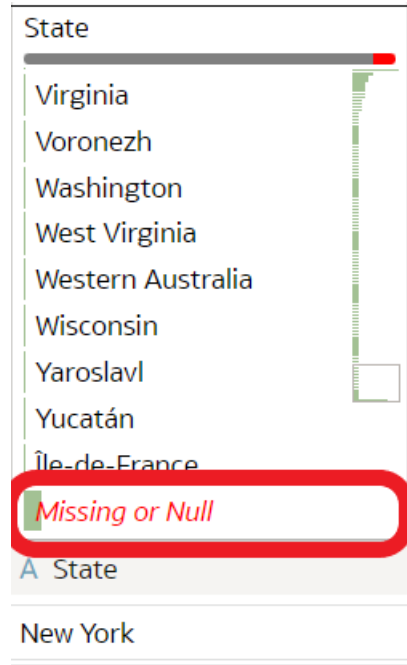 State
Virginia
Voronezh
Washington
West Virginia
Western Australia
Wisconsin
Yaroslavl
Yucatán
Île-de-France
Missing or Null
A State
New York